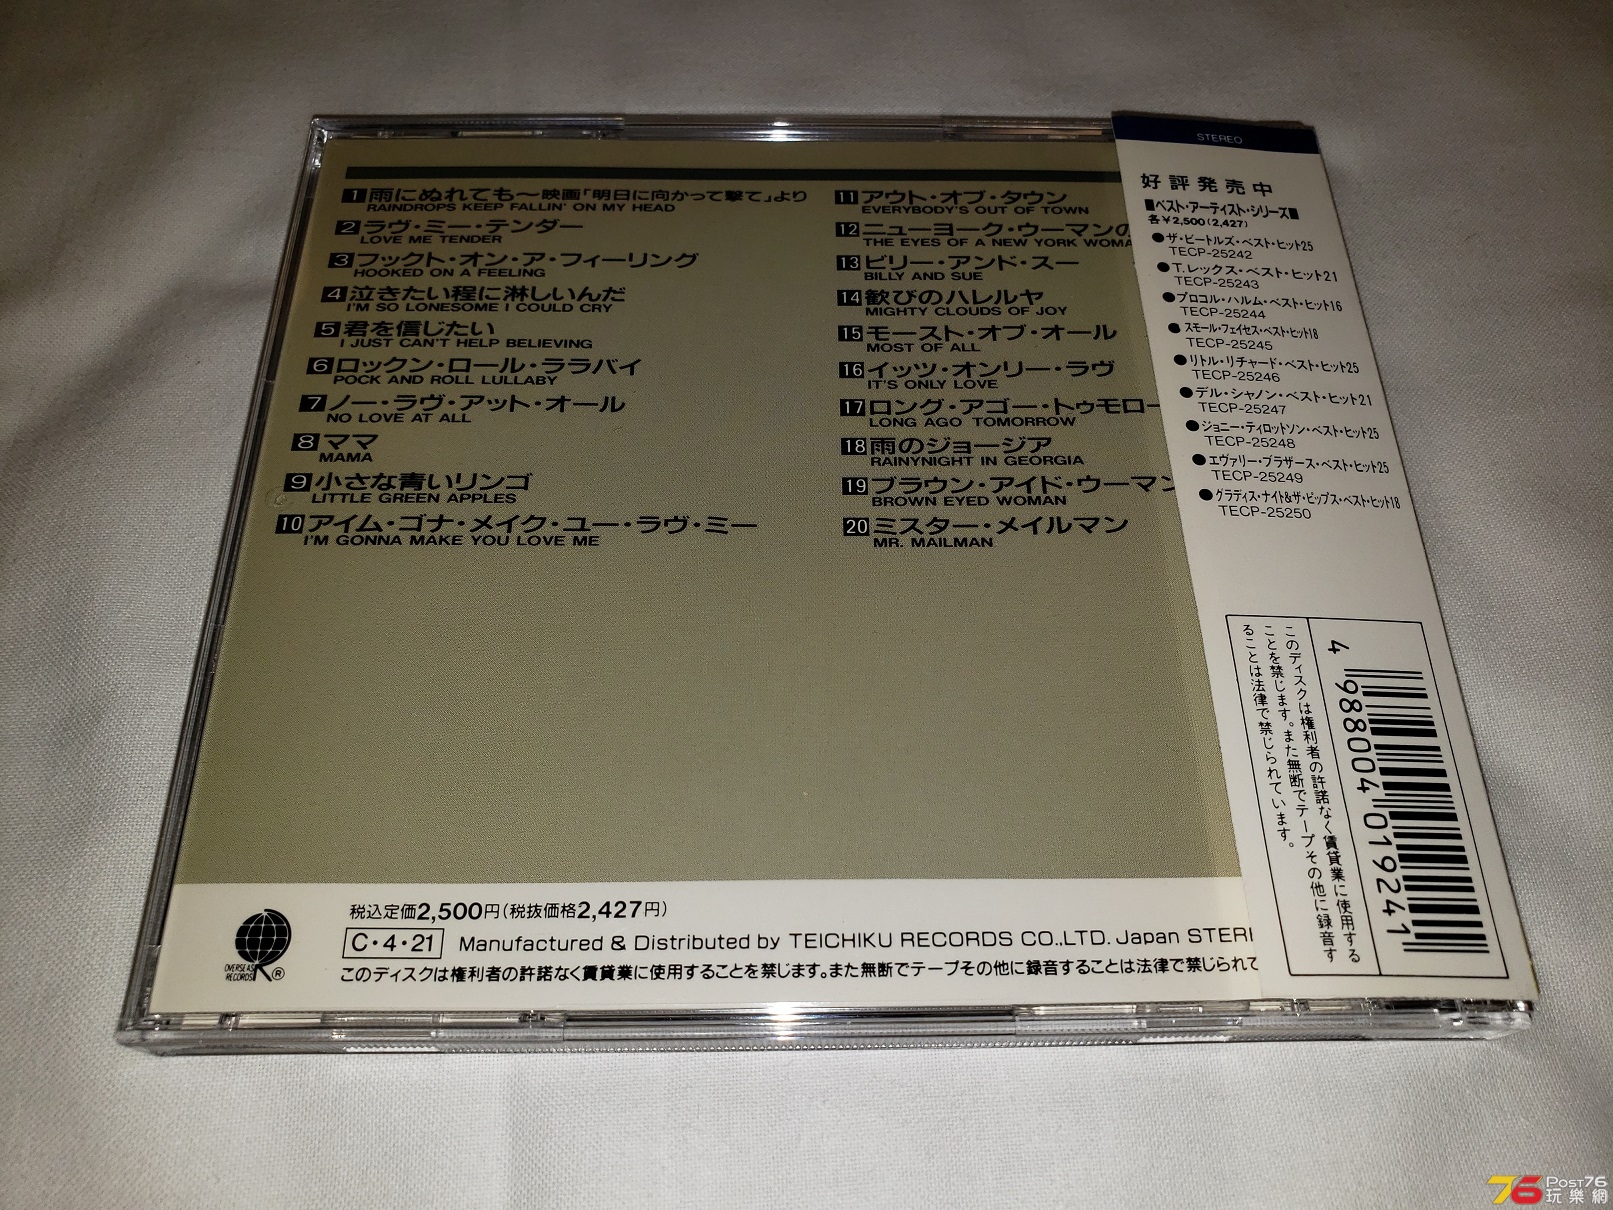 1 雨にぬれても〜映画「明日に向かって撃て」より
RAINDROPS KEEP FALLIN' ON MY HEAD
2 ラヴ・ミー・テンダー
LOVE ME TENDER
3 フックト・オン・ア・フィーリング
HOOKED ON A FEELING
4 泣きたい程に淋しいんだ
I'M SO LONESOME I COULD CRY
5 君を信じたい
I JUST CAN'T HELP BELIEVING
6 ロックン・ロール・ララバイ
POCK AND ROLL LULLABY
7 ノー・ラヴ・アット・オール
NO LOVE AT ALL
8 ママ
MAMA
9 小さな青いリンゴ
LITTLE GREEN APPLES
10 アイム・ゴナ・メイク・ユー・ラヴ・ミー
I'M GONNA MAKE YOU LOVE ME
11 アウト・オブ・タウン
EVERYBODY'S OUT OF TOWN
12 ニューヨーク・ウーマンの
THE EYES OF A NEW YORK WOMA
13 ビリー・アンド・スー
BILLY AND SUE
14 歓びのハレルヤ
MIGHTY CLOUDS OF JOY
15 モースト・オブ・オール
MOST OF ALL
16 イッツ・オンリー・ラヴ
IT'S ONLY LOVE
17 ロング・アゴー・トゥモロー
LONG AGO TOMORROW
18 雨のジョージア
RAINYNIGHT IN GEORGIA
19 ブラウン・アイド・ウーマン
BROWN EYED WOMAN
20 ミスター・メイルマン
MR. MAILMAN
税込定価2,500円(税抜価格2,427円)
C・4・21 Manufactured & Distributed by TEICHIKU RECORDS CO.,LTD. Japan STER
このディスクは権利者の許諾なく賃貸業に使用することを禁じます。また無断でテープその他に録音することは法律で禁じられて
OVERSEAS
RECORDS ®
STEREO
好評発売中
■ベスト・アーティスト・シリーズ■
各¥2,500(2,427)
●ザ・ビートルズ・ベスト・ヒット25
TECP-25242
●T.レックス・ベスト・ヒット21
TECP-25243
●プロコル・ハルム・ベスト・ヒット16
TECP-25244
●スモール・フェイセス・ベスト・ヒット18
TECP-25245
●リトル・リチャード・ベスト・ヒット25
TECP-25246
●デル・シャノン・ベスト・ヒット21
TECP-25247
●ジョニー・ティロットソン・ベスト・ヒット25
TECP-25248
●エヴァリー・ブラザース・ベスト・ヒット25
TECP-25249
●グラディス・ナイト&ザ・ピップス・ベスト・ヒット18
TECP-25250
このディスクは権利者の許諾なく賃貸業に使用する
ことを禁じます。また無断でテープその他に録音す
ることは法律で禁じられています。
4 988004 019241
76 Post76
玩樂網